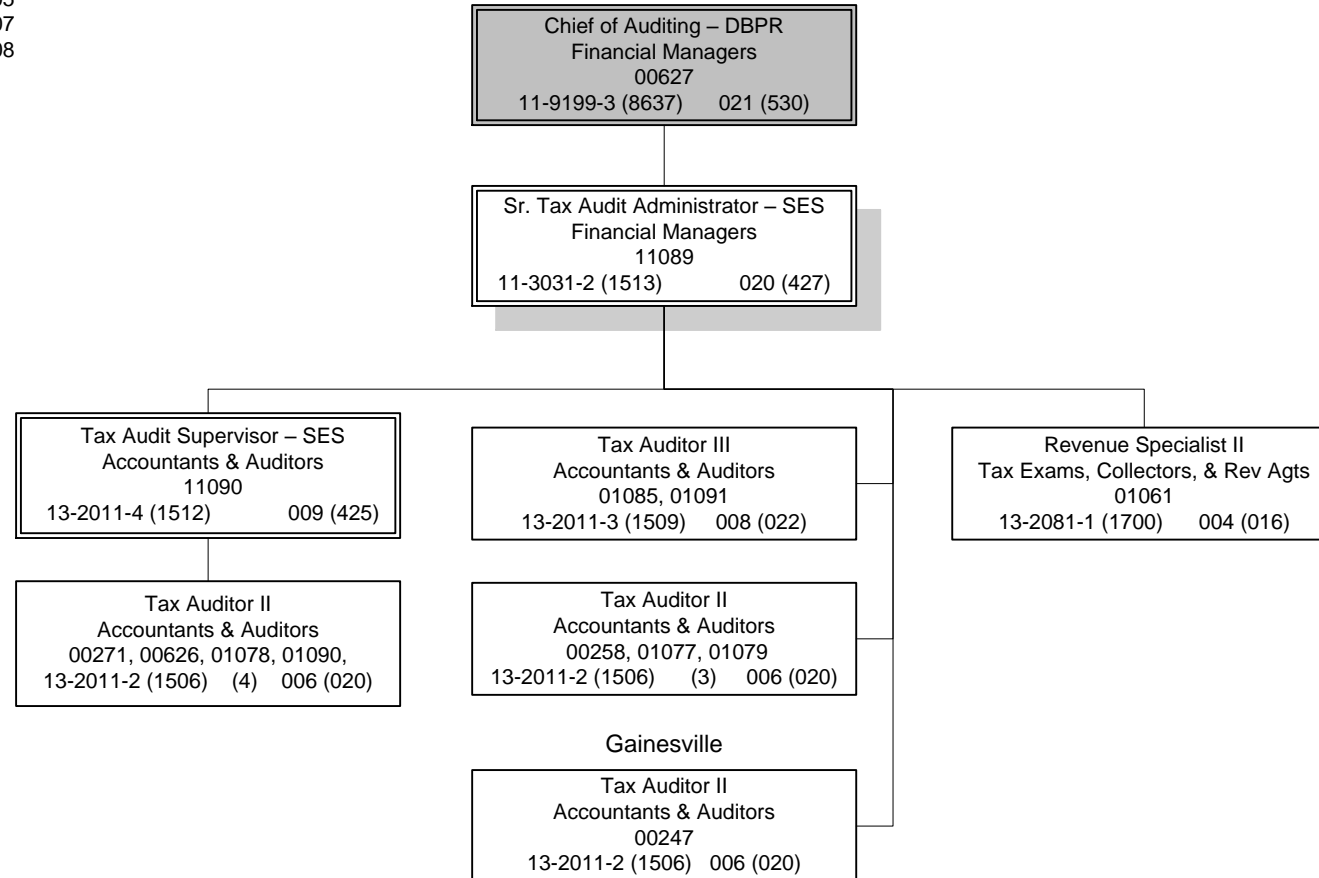 Chief of Auditing – DBPR
Financial Managers
00627
11-9199-3 (8637) 021 (530)
Sr. Tax Audit Administrator – SES
Financial Managers
11089
11-3031-2 (1513) 020 (427)
Tax Audit Supervisor – SES
Accountants & Auditors
11090
13-2011-4 (1512) 009 (425)
Tax Auditor II
Accountants & Auditors
00271, 00626, 01078, 01090,
13-2011-2 (1506) (4) 006 (020)
Tax Auditor III
Accountants & Auditors
01085, 01091
13-2011-3 (1509) 008 (022)
Tax Auditor II
Accountants & Auditors
00258, 01077, 01079
13-2011-2 (1506) (3) 006 (020)
Gainesville
Tax Auditor II
Accountants & Auditors
00247
13-2011-2 (1506) 006 (020)
Revenue Specialist II
Tax Exams, Collectors, & Rev Agts
01061
13-2081-1 (1700) 004 (016)